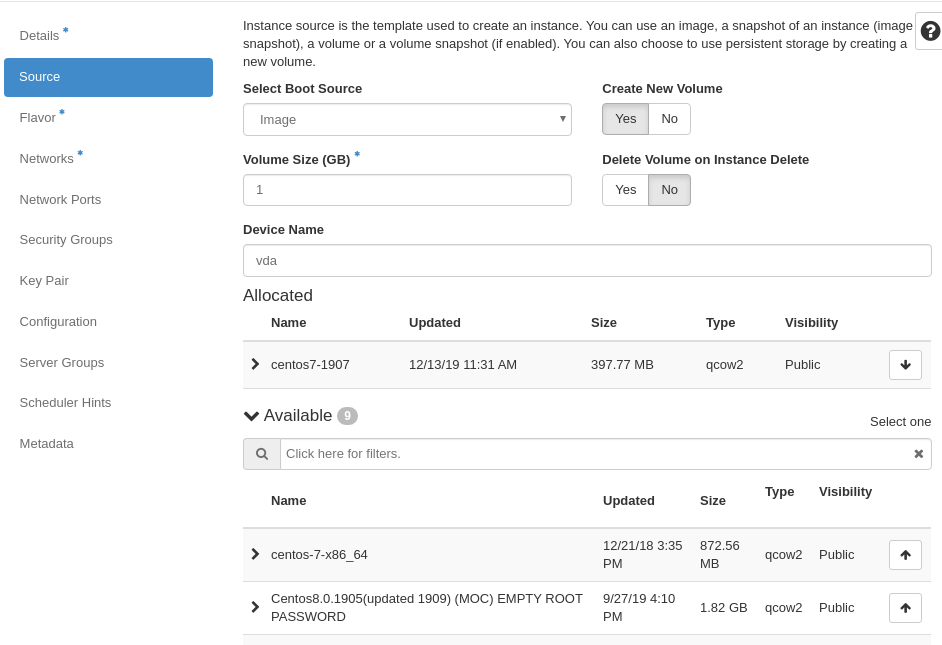 Instance source is the template used to create an instance. You can use an image, a snapshot of an instance (image
snapshot), a volume or a volume snapshot (if enabled). You can also choose to use persistent storage by creating a
new volume.
Details *
Source
Flavor *
Networks *
Network Ports
Security Groups
Key Pair
Configuration
Server Groups
Scheduler Hints
Metadata
Select Boot Source
Create New Volume
Image
Yes No
Volume Size (GB) *
Delete Volume on Instance Delete
1
Yes No
Device Name
vda
Allocated
Name Updated Size Type Visibility
centos7-1907 12/13/19 11:31 AM 397.77 MB qcow2 Public
Available 9
Select one
Click here for filters.
Name Updated Size Type Visibility
centos-7-x86_64 12/21/18 3:35 PM 872.56 MB qcow2 Public
Centos8.0.1905(updated 1909) (MOC) EMPTY ROOT
PASSWORD
9/27/19 4:10 PM 1.82 GB qcow2 Public